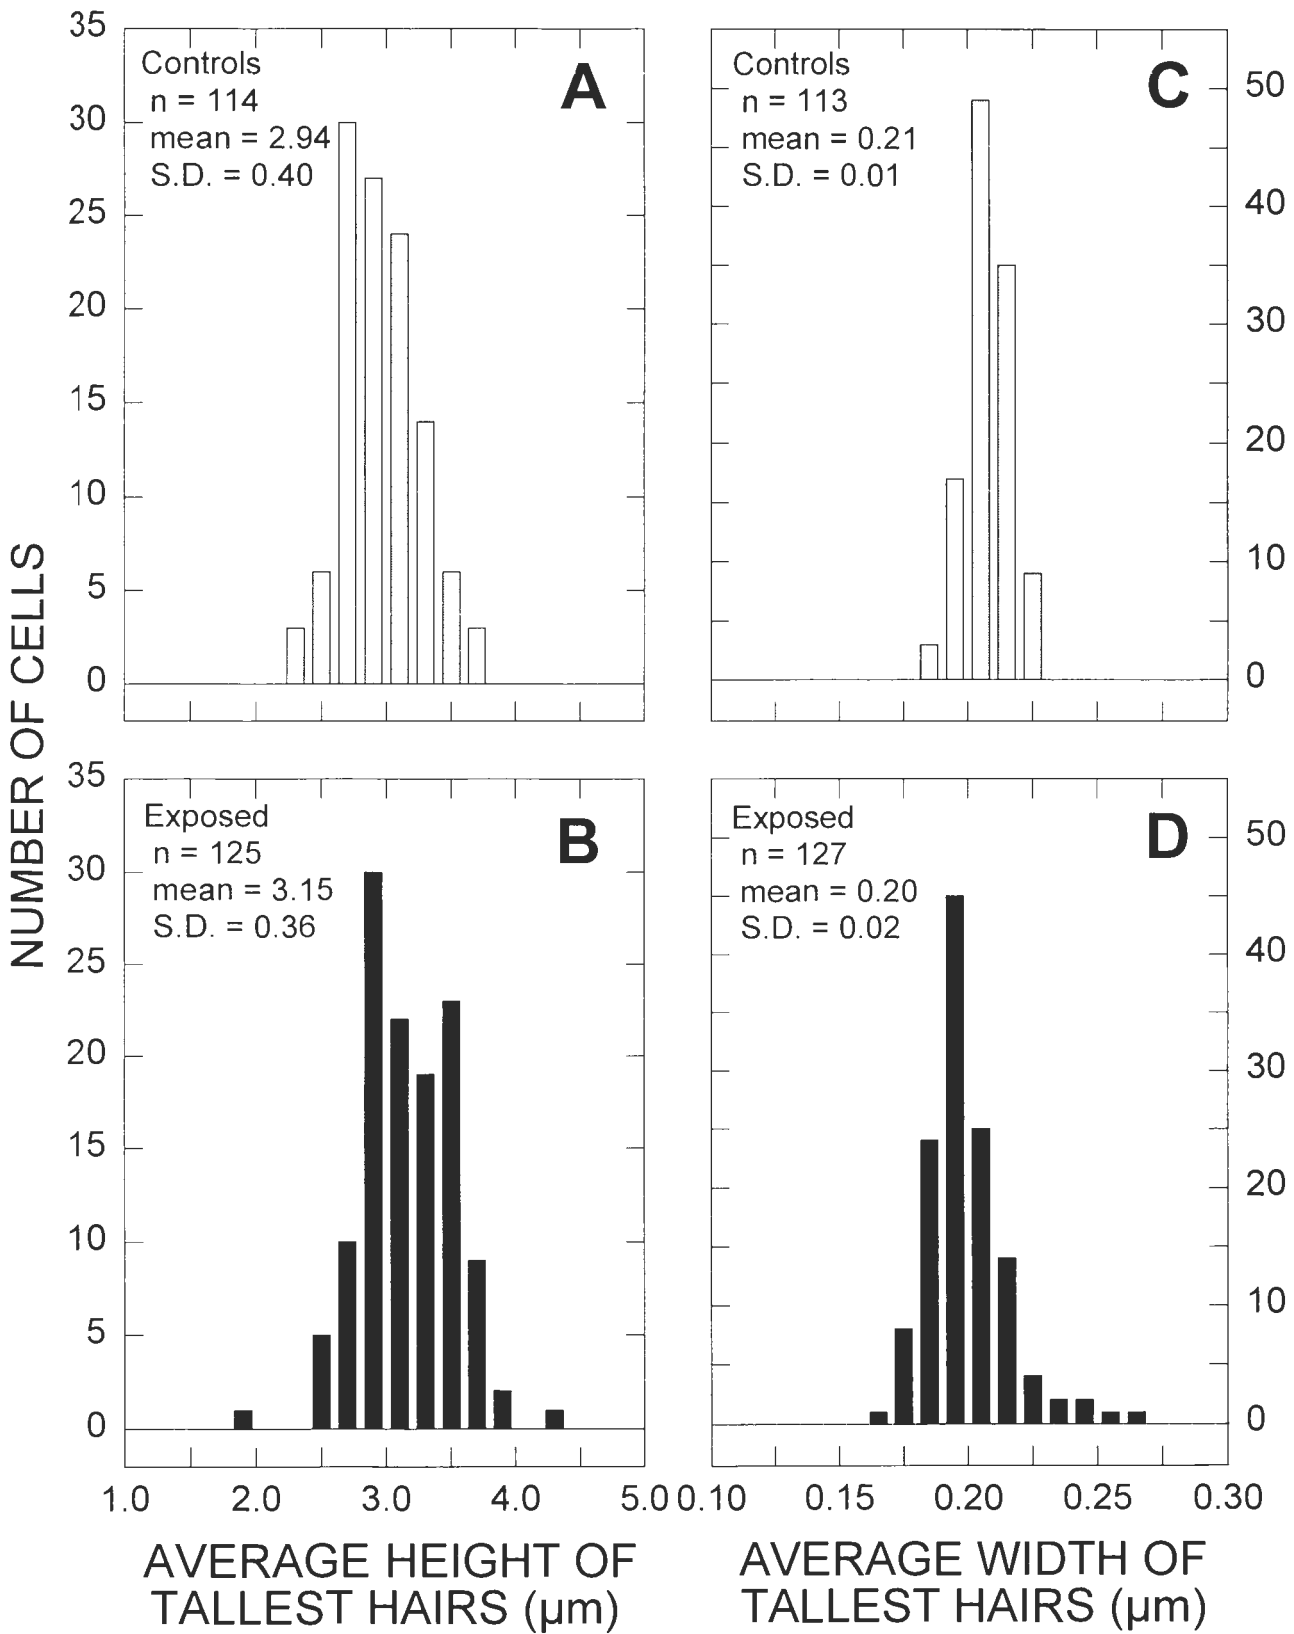 NUMBER OF CELLS
35
30
25
20
15
10
5
0
Controls
n = 114
mean = 2.94
S.D. = 0.40
A
Controls
n = 113
mean = 0.21
S.D. = 0.01
C
50
40
30
20
10
0
35
30
25
20
15
10
5
0
Exposed
n = 125
mean = 3.15
S.D. = 0.36
B
Exposed
n = 127
mean = 0.20
S.D. = 0.02
D
50
40
30
20
10
0
1.0 2.0 3.0 4.0 5.0
0.10 0.15 0.20 0.25 0.30
AVERAGE HEIGHT OF
TALLEST HAIRS (µm)
AVERAGE WIDTH OF
TALLEST HAIRS (µm)